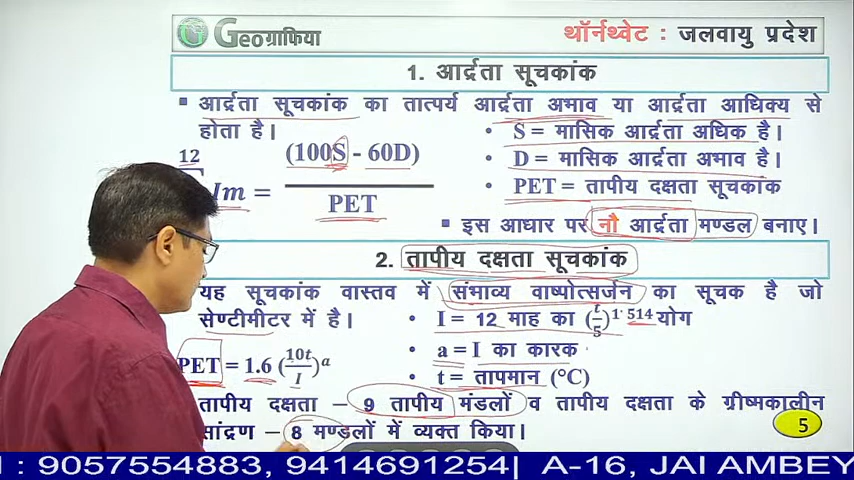 Geoग्राफिया
थॉर्नथ्वेट : जलवायु प्रदेश
1. आर्द्रता सूचकांक
▪ आर्द्रता सूचकांक का तात्पर्य आर्द्रता अभाव या आर्द्रता आधिक्य से
होता है।
• S = मासिक आर्द्रता अधिक है।
12 Im = (100S - 60D) / PET
• D = मासिक आर्द्रता अभाव है।
• PET = तापीय दक्षता सूचकांक
▪ इस आधार पर नौ आर्द्रता मण्डल बनाए।
2. तापीय दक्षता सूचकांक
यह सूचकांक वास्तव में संभाव्य वाष्पोत्सर्जन का सूचक है जो
सेण्टीमीटर में है।
• I = 12 माह का (t/5)1.514 योग
PET = 1.6 (10t/I)a
• a = I का कारक
• t = तापमान (°C)
तापीय दक्षता – 9 तापीय मंडलों व तापीय दक्षता के ग्रीष्मकालीन
सांद्रण – 8 मण्डलों में व्यक्त किया।
5
: 9057554883, 9414691254| A-16, JAI AMBEY